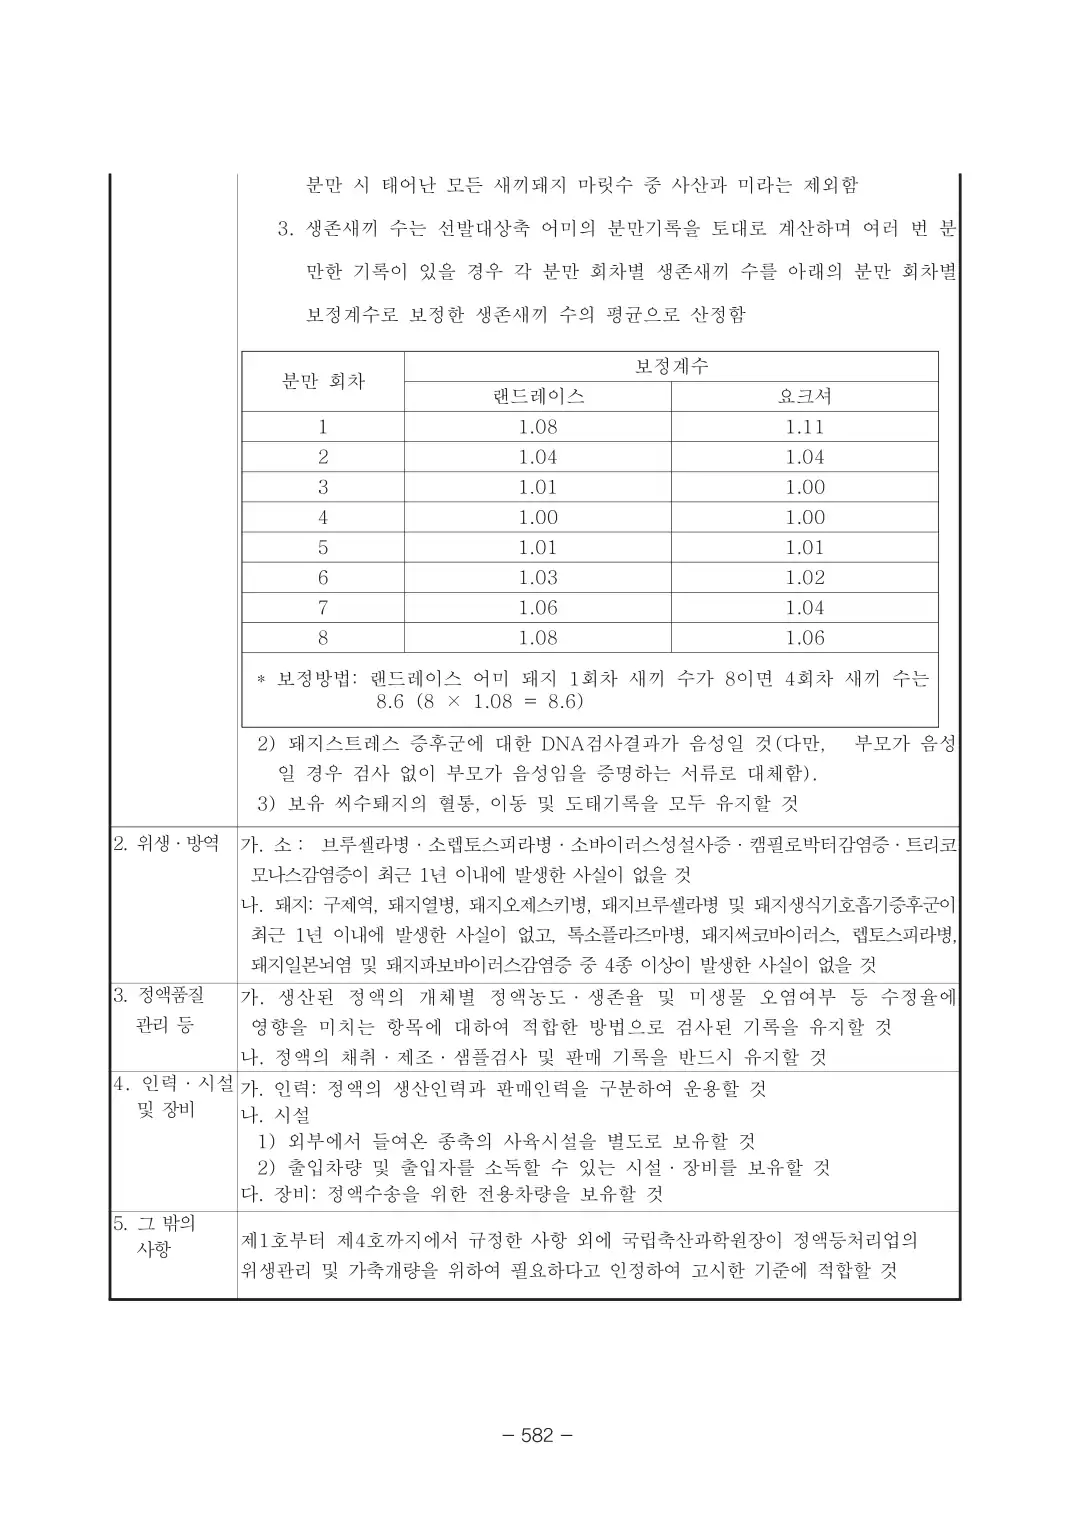 분만 시 태어난 모든 새끼돼지 마릿수 중 사산과 미라는 제외함
3. 생존새끼 수는 선발대상축 어미의 분만기록을 토대로 계산하며 여러 번 분
만한 기록이 있을 경우 각 분만 회차별 생존새끼 수를 아래의 분만 회차별
보정계수로 보정한 생존새끼 수의 평균으로 산정함
분만 회차 보정계수
랜드레이스 요크셔
1 1.08 1.11
2 1.04 1.04
3 1.01 1.00
4 1.00 1.00
5 1.01 1.01
6 1.03 1.02
7 1.06 1.04
8 1.08 1.06
* 보정방법: 랜드레이스 어미 돼지 1회차 새끼 수가 8이면 4회차 새끼 수는
8.6 (8 × 1.08 = 8.6)
2) 돼지스트레스 증후군에 대한 DNA검사결과가 음성일 것(다만, 부모가 음성
일 경우 검사 없이 부모가 음성임을 증명하는 서류로 대체함).
3) 보유 씨수퇘지의 혈통, 이동 및 도태기록을 모두 유지할 것
2. 위생·방역 가. 소 : 브루셀라병·소렙토스피라병·소바이러스성설사증·캠필로박터감염증·트리코
모나스감염증이 최근 1년 이내에 발생한 사실이 없을 것
나. 돼지: 구제역, 돼지열병, 돼지오제스키병, 돼지브루셀라병 및 돼지생식기호흡기증후군이
최근 1년 이내에 발생한 사실이 없고, 톡소플라즈마병, 돼지써코바이러스, 렙토스피라병,
돼지일본뇌염 및 돼지파보바이러스감염증 중 4종 이상이 발생한 사실이 없을 것
3. 정액품질 가. 생산된 정액의 개체별 정액농도·생존율 및 미생물 오염여부 등 수정율에
관리 등 영향을 미치는 항목에 대하여 적합한 방법으로 검사된 기록을 유지할 것
나. 정액의 채취·제조·샘플검사 및 판매 기록을 반드시 유지할 것
4. 인력·시설 가. 인력: 정액의 생산인력과 판매인력을 구분하여 운용할 것
및 장비 나. 시설
1) 외부에서 들여온 종축의 사육시설을 별도로 보유할 것
2) 출입차량 및 출입자를 소독할 수 있는 시설·장비를 보유할 것
다. 장비: 정액수송을 위한 전용차량을 보유할 것
5. 그 밖의
사항 제1호부터 제4호까지에서 규정한 사항 외에 국립축산과학원장이 정액등처리업의
위생관리 및 가축개량을 위하여 필요하다고 인정하여 고시한 기준에 적합할 것
- 582 -